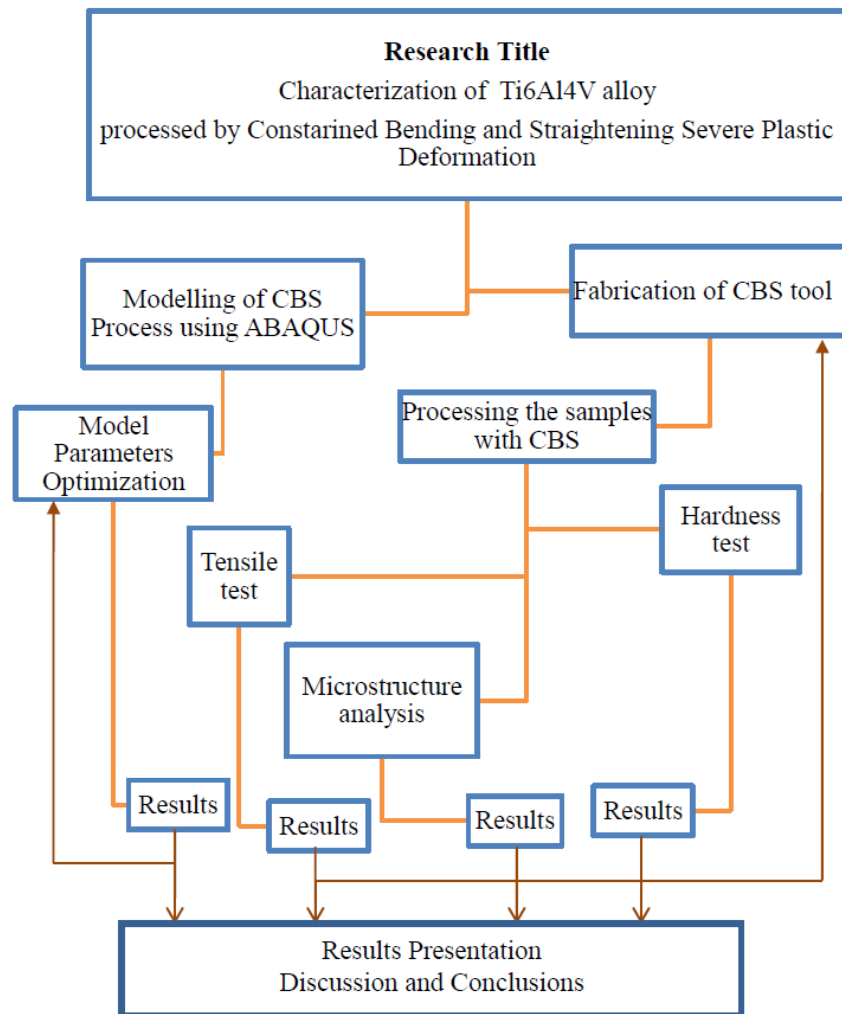 Research Title
Characterization of Ti6Al4V alloy
processed by Constarined Bending and Straightening Severe Plastic
Deformation
Modelling of CBS
Process using ABAQUS
Fabrication of CBS tool
Model
Parameters
Optimization
Processing the samples
with CBS
Tensile
test
Hardness
test
Microstructure
analysis
Results
Results
Results
Results
Results Presentation
Discussion and Conclusions